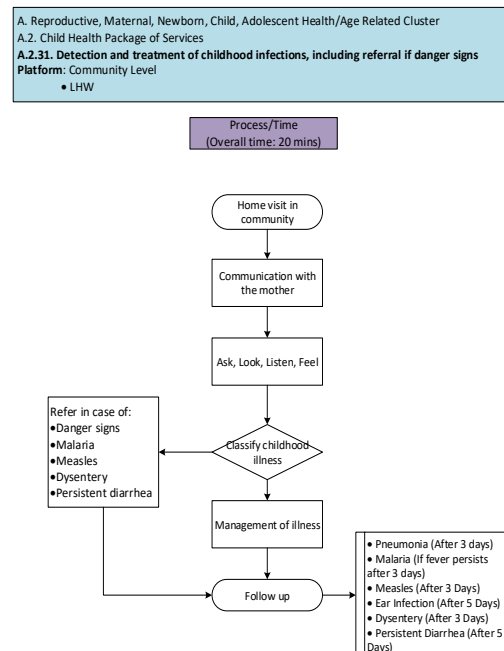 A. Reproductive, Maternal, Newborn, Child, Adolescent Health/Age Related Cluster
A.2. Child Health Package of Services
A.2.31. Detection and treatment of childhood infections, including referral if danger signs
Platform: Community Level
• LHW
Process/Time
(Overall time: 20 mins)
Home visit in
community
Communication with
the mother
Ask, Look, Listen, Feel
Refer in case of:
•Danger signs
•Malaria
•Measles
•Dysentery
•Persistent diarrhea
Classify childhood
illness
Management of illness
Follow up
• Pneumonia (After 3 days)
• Malaria (If fever persists
after 3 days)
• Measles (After 3 Days)
• Ear Infection (After 5 Days)
• Dysentery (After 3 Days)
• Persistent Diarrhea (After 5
Days)